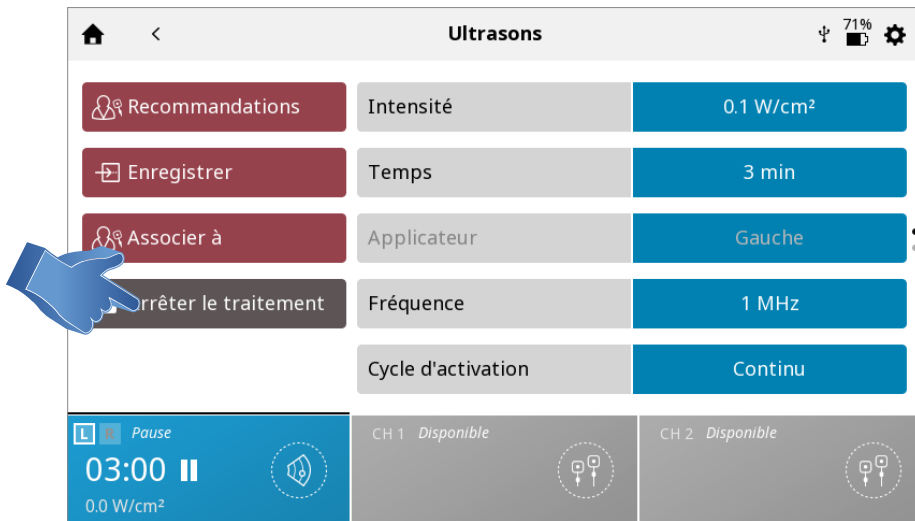 Ultrasons
71%
Recommandations
Intensité
0.1 W/cm²
Enregistrer
Temps
3 min
Associer à
Applicateur
Gauche
rrêter le traitement
Fréquence
1 MHz
Cycle d'activation
Continu
L R Pause
03:00
0.0 W/cm²
CH 1 Disponible
CH 2 Disponible